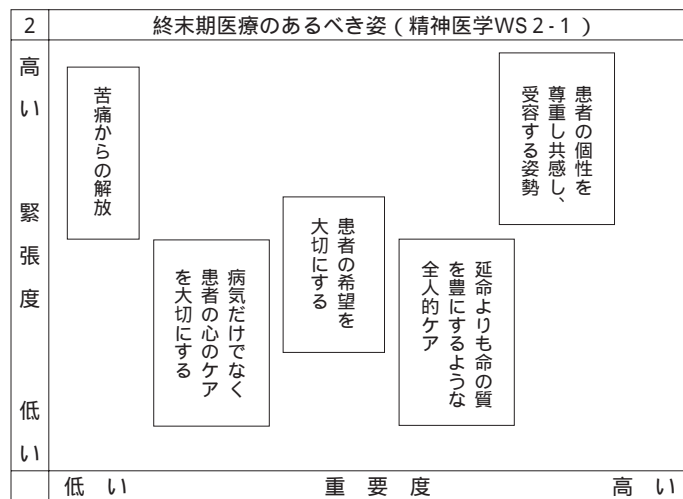 2
終末期医療のあるべき姿（精神医学WS2-1）
高い　緊張度　低い
苦痛からの解放
病気だけでなく
患者の心のケア
を大切にする
患者の希望を
大切にする
延命よりも命の質
を豊にするような
全人的ケア
患者の個性を
尊重し共感し、
受容する姿勢
低い　重要度　高い